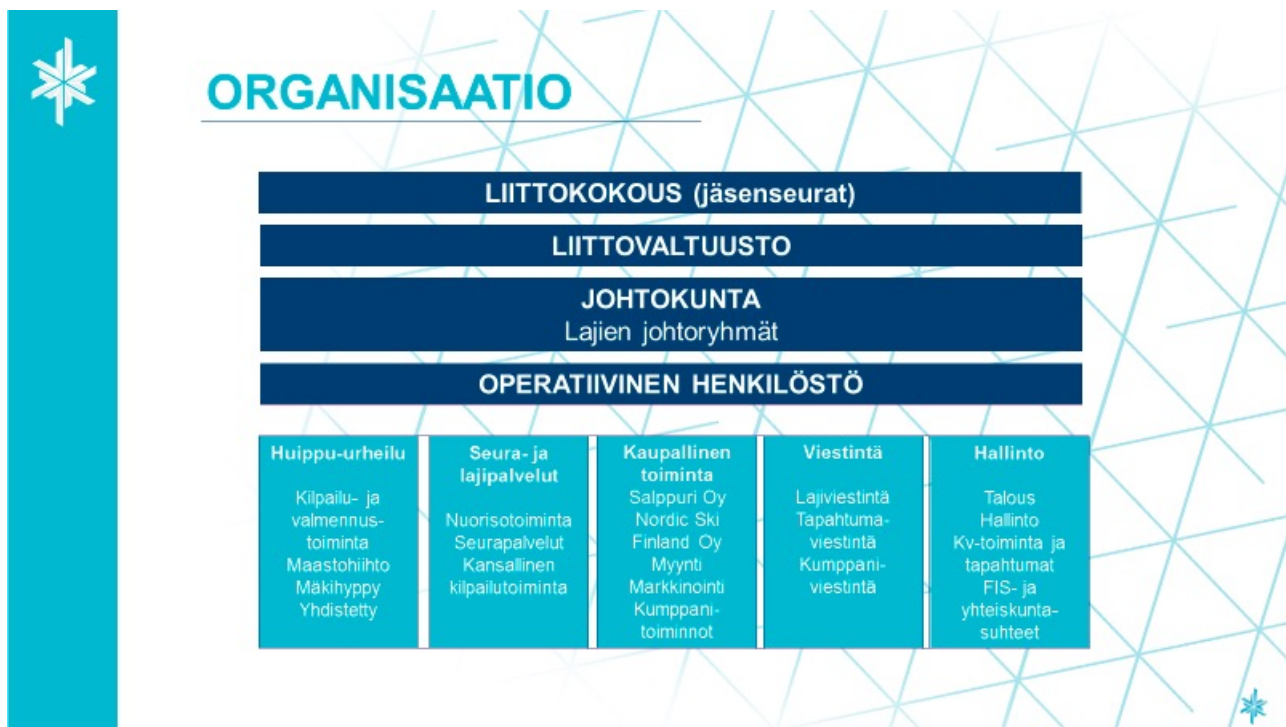 ORGANISAATIO
LIITTOKOKOUS (jäsenseurat)
LIITTOVALTUUSTO
JOHTOKUNTA
Lajien johtoryhmät
OPERATIIVINEN HENKILÖSTÖ
Huippu-urheilu
Kilpailu- ja
valmennus-
toiminta
Maastohiihto
Mäkihyppy
Yhdistetty
Seura- ja
lajipalvelut
Nuorisotoiminta
Seurapalvelut
Kansallinen
kilpailutoiminta
Kaupallinen
toiminta
Salppuri Oy
Nordic Ski
Finland Oy
Myynti
Markkinointi
Kumppani-
toiminnot
Viestintä
Lajiviestintä
Tapahtuma-
viestintä
Kumppani-
viestintä
Hallinto
Talous
Hallinto
Kv-toiminta ja
tapahtumat
FIS- ja
yhteiskunta-
suhteet